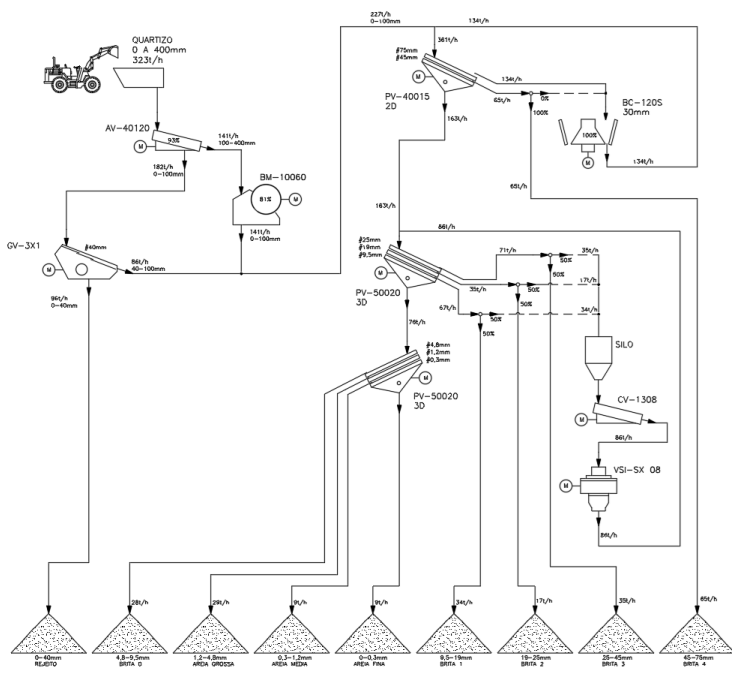 QUARTIZO
0 A 400mm
323t/h
AV-40120
93%
M
141t/h
100-400mm
182t/h
0-100mm
BM-10060
81%
M
141t/h
0-100mm
GV-3X1
#40mm
M
86t/h
40-100mm
96t/h
0-40mm
227t/h
0-100mm
134t/h
361t/h
#75mm
#45mm
M
PV-40015
2D
134t/h
65t/h
0%
100%
BC-120S
30mm
100%
M
134t/h
163t/h
65t/h
163t/h
86t/h
#25mm
#19mm
#9,5mm
M
PV-50020
3D
71t/h
50%
35t/h
50%
35t/h
50%
17t/h
50%
67t/h
50%
34t/h
50%
76t/h
#4,8mm
#1,2mm
#0,3mm
M
PV-50020
3D
SILO
CV-1308
M
86t/h
VSI-SX 08
M
86t/h
28t/h
29t/h
9t/h
9t/h
34t/h
17t/h
35t/h
65t/h
0-40mm
REJEITO
4,8-9,5mm
BRITA 0
1,2-4,8mm
AREIA GROSSA
0,3-1,2mm
AREIA MEDIA
0-0,3mm
AREIA FINA
9,5-19mm
BRITA 1
19-25mm
BRITA 2
25-45mm
BRITA 3
45-75mm
BRITA 4